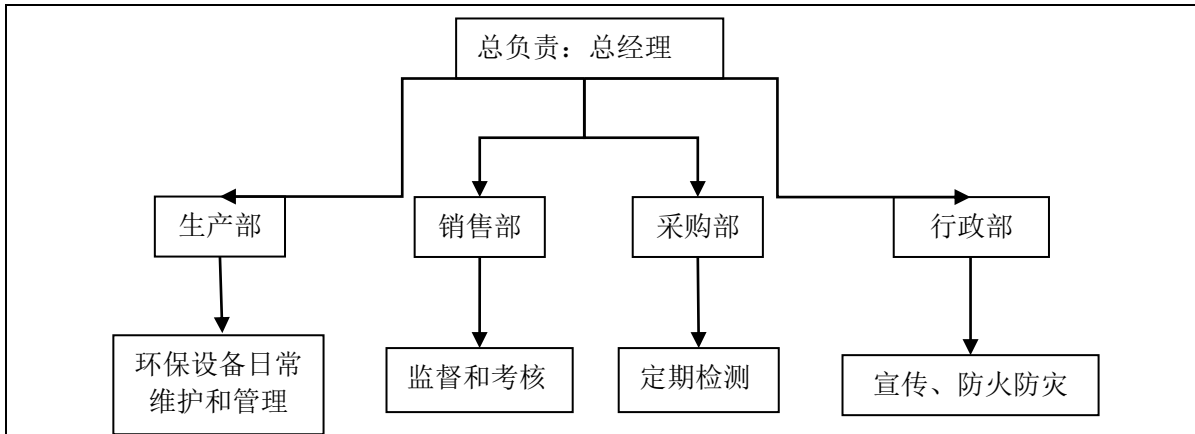 总负责：总经理
生产部
销售部
采购部
行政部
环保设备日常
维护和管理
监督和考核
定期检测
宣传、防火防灾